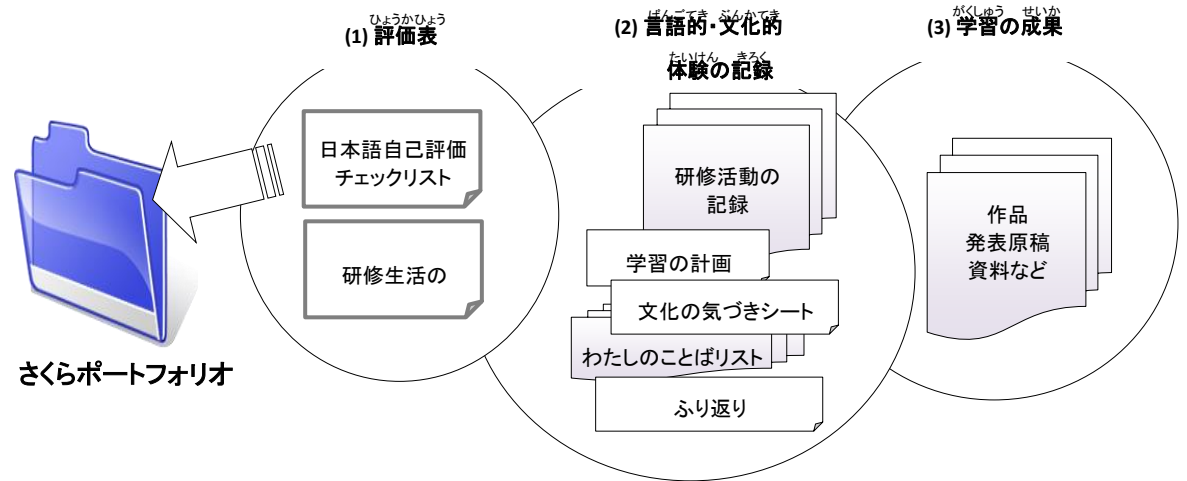 ひょうかひょう
(1) 評価表
げんごてき ぶんかてき
(2) 言語的・文化的
たいけん きろく
体験の記録
がくしゅう せいか
(3) 学習の成果
日本語自己評価
チェックリスト
研修生活の
研修活動の
記録
学習の計画
文化の気づきシート
わたしのことばリスト
ふり返り
作品
発表原稿
資料など
さくらポートフォリオ